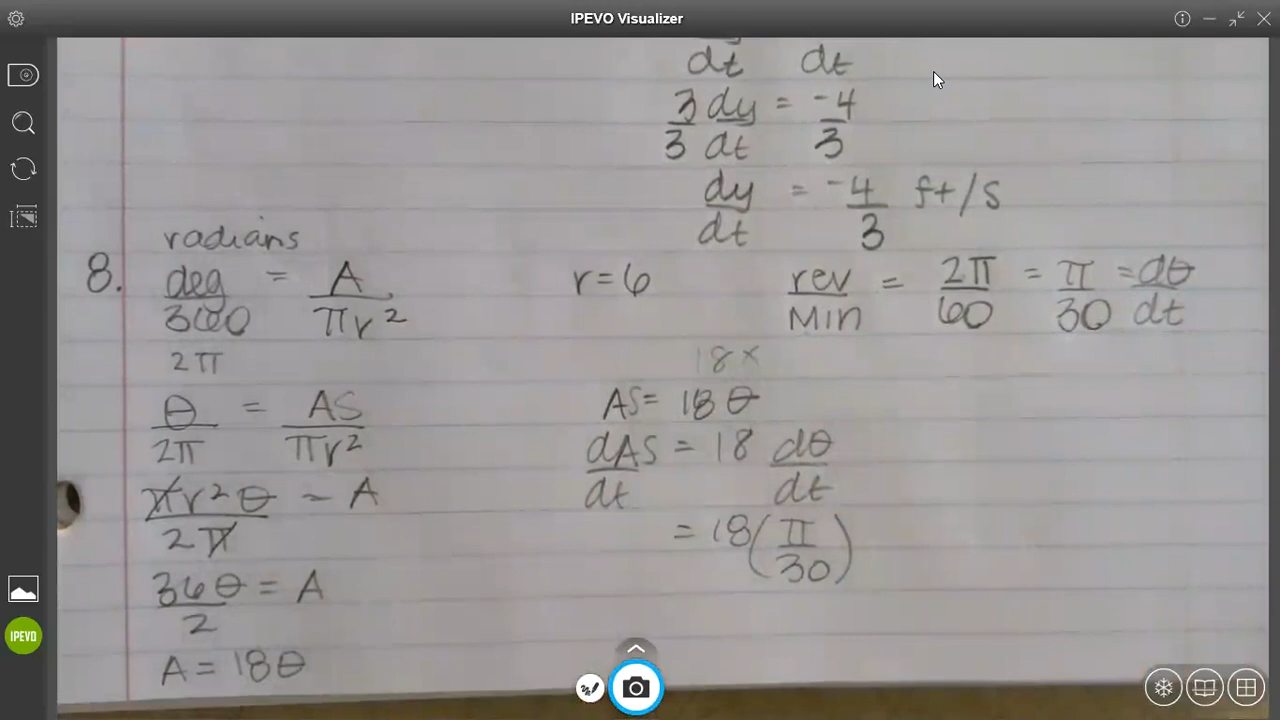 IPEVO Visualizer
dt dt
3/3 dy/dt = -4/3
dy/dt = -4/3 ft/s
radians
8. deg/360 = A/πr² r=6 rev/Min = 2π/60 = π/30 = dθ/dt
2π
18x
θ/2π = AS/πr² AS = 18θ
dAS/dt = 18 dθ/dt
πr²θ/2π = A
= 18(π/30)
36θ/2 = A
A = 18θ
IPEVO